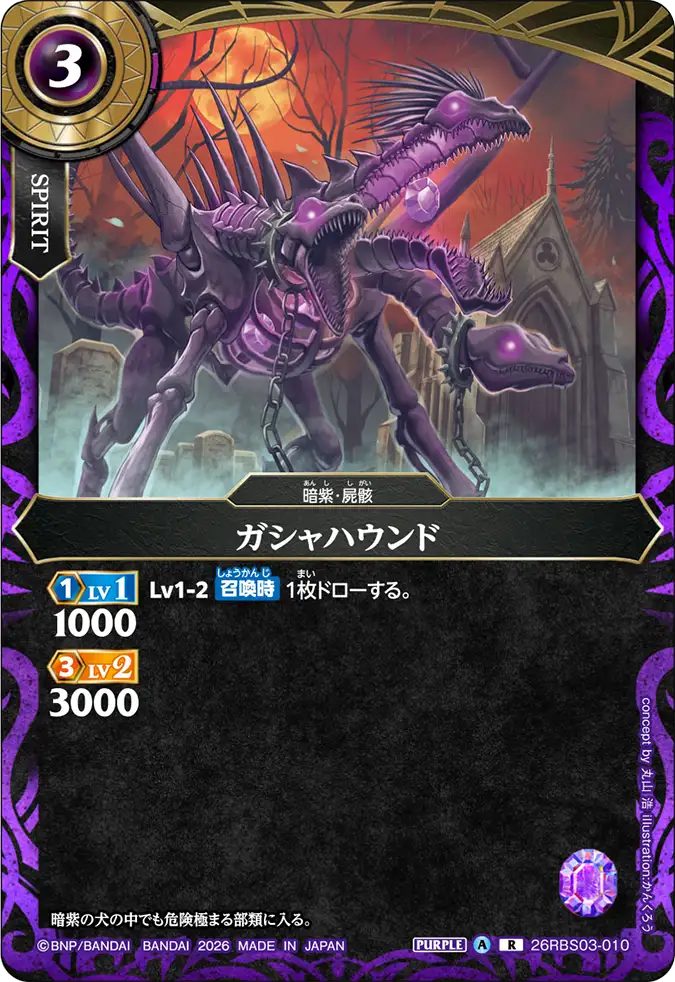 3
SPIRIT
あんし しがい
暗紫・屍骸
ガシャハウンド
1 LV1
1000
Lv1-2 召喚時 1枚ドローする。
しょうかんじ まい
3 LV2
3000
concept by 丸山 浩 illustration:かんくろう
暗紫の犬の中でも危険極まる部類に入る。
©BNP/BANDAI BANDAI 2026 MADE IN JAPAN PURPLE A R 26RBS03-010